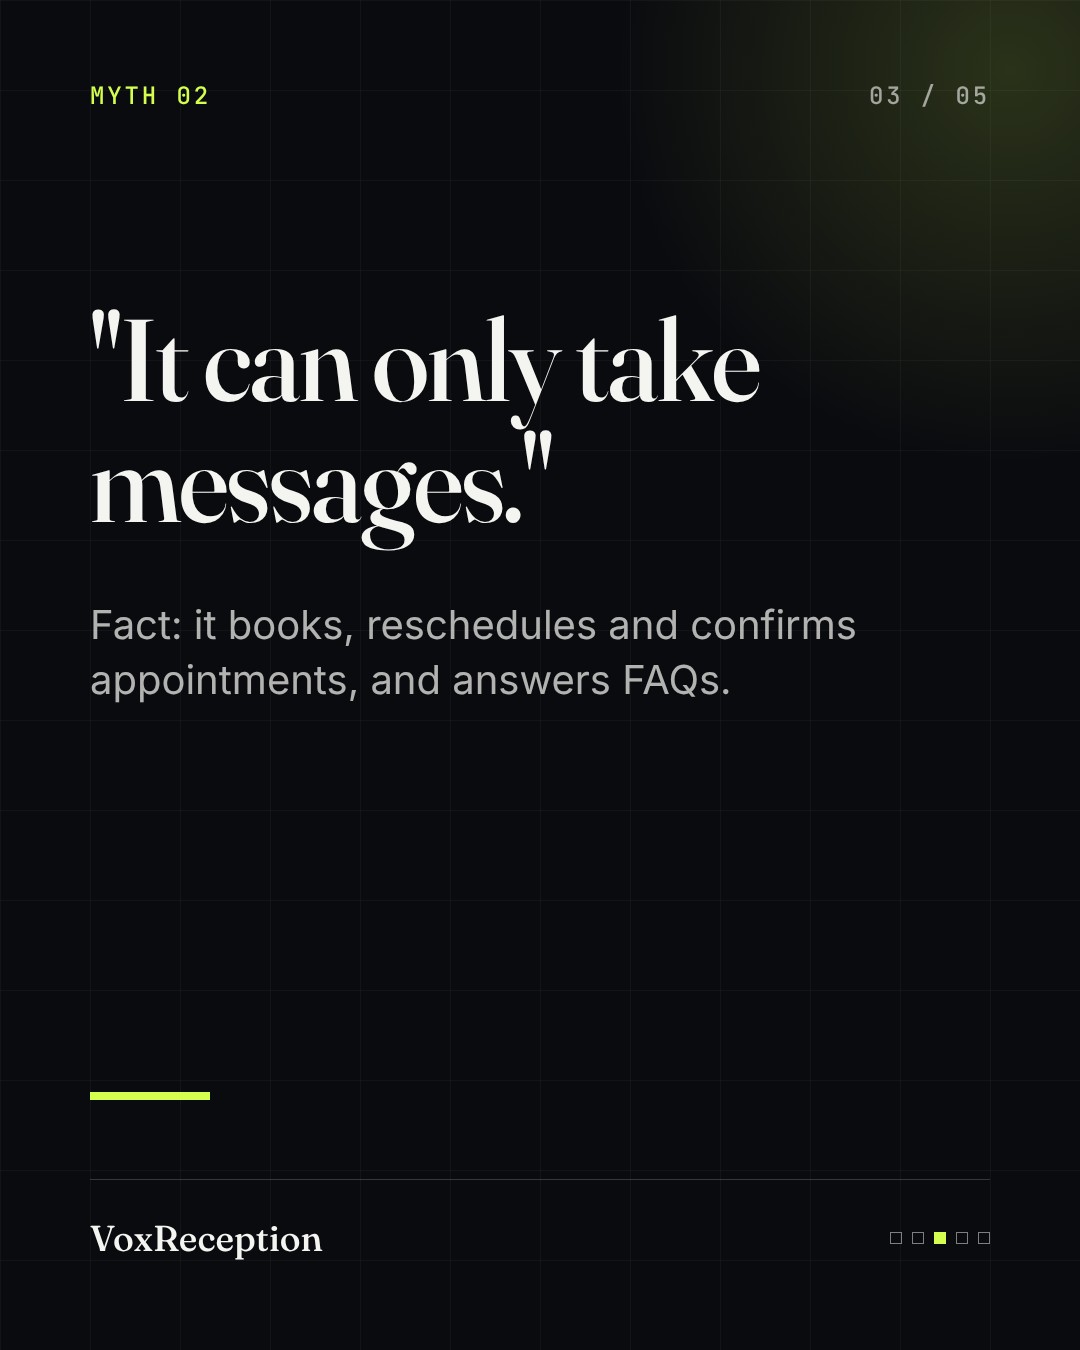 MYTH 02
03 / 05
"It can only take
messages."
Fact: it books, reschedules and confirms
appointments, and answers FAQs.
VoxReception